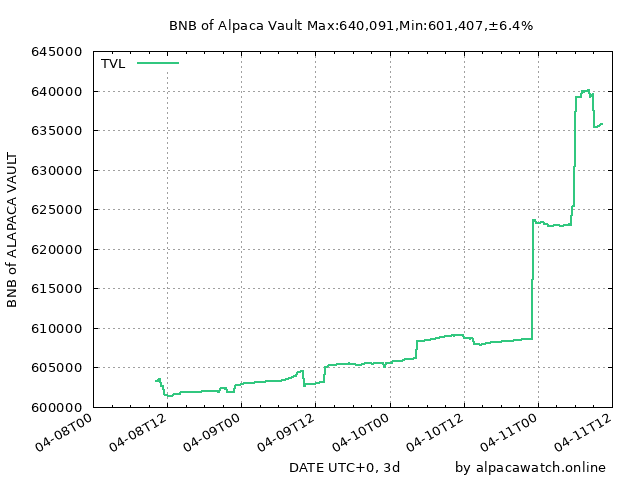 BNB of Alpaca Vault Max:640,091,Min:601,407,±6.4%
TVL
BNB of ALAPACA VAULT
645000
640000
635000
630000
625000
620000
615000
610000
605000
600000
04-08T00
04-08T12
04-09T00
04-09T12
04-10T00
04-10T12
04-11T00
04-11T12
DATE UTC+0, 3d
by alpacawatch.online